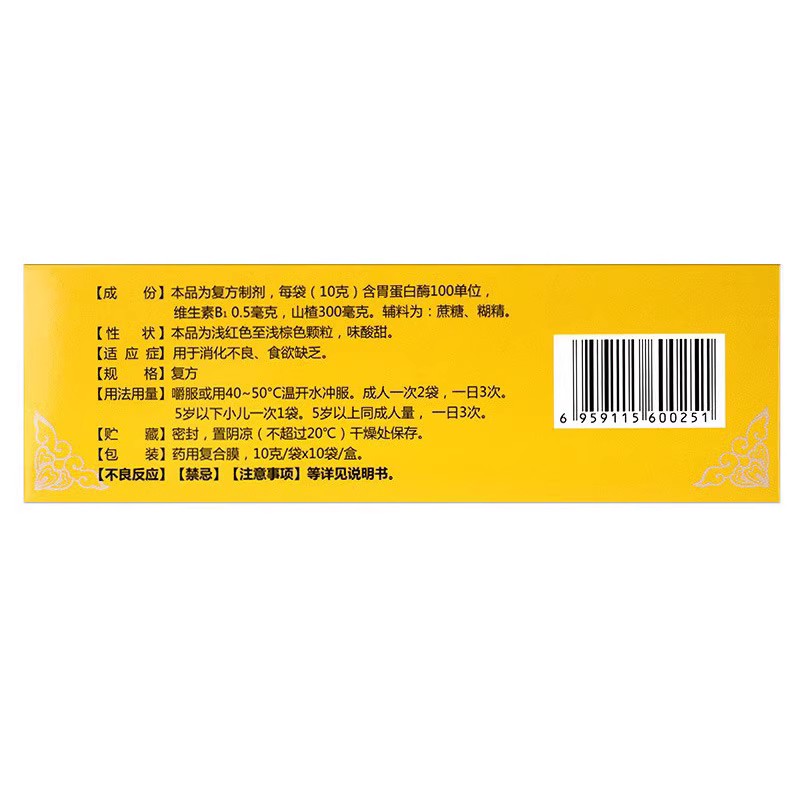 【成　份】本品为复方制剂，每袋（10克）含胃蛋白酶100单位，
维生素B₁ 0.5毫克，山楂300毫克。辅料为：蔗糖、糊精。
【性　状】本品为浅红色至浅棕色颗粒，味酸甜。
【适 应 症】用于消化不良、食欲缺乏。
【规　格】复方
【用法用量】嚼服或用40~50°C温开水冲服。成人一次2袋，一日3次。
5岁以下小儿一次1袋。5岁以上同成人量，一日3次。
【贮　藏】密封，置阴凉（不超过20°C）干燥处保存。
【包　装】药用复合膜，10克/袋x10袋/盒。
【不良反应】【禁忌】【注意事项】等详见说明书。
6 959115 600251